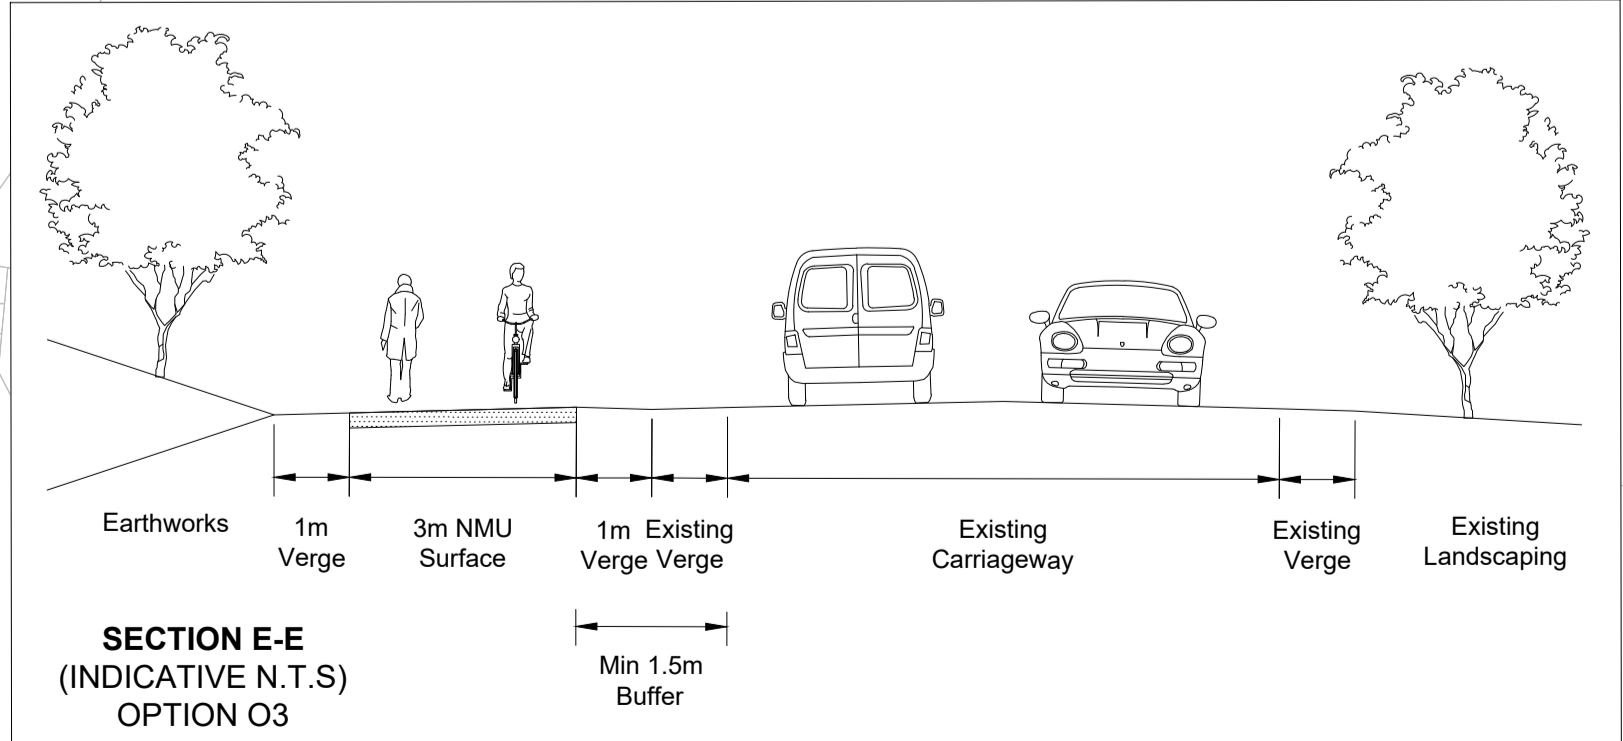 Earthworks
1m
Verge
3m NMU
Surface
1m
Verge
Existing
Verge
Existing
Carriageway
Existing
Verge
Existing
Landscaping
Min 1.5m
Buffer
SECTION E-E
(INDICATIVE N.T.S)
OPTION O3